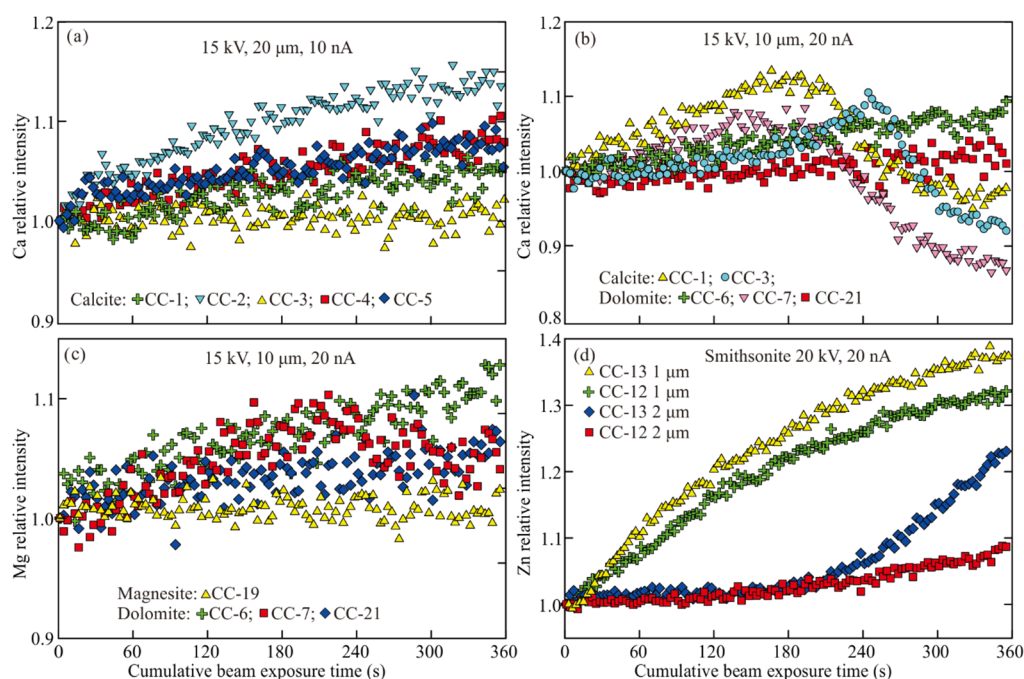 (a)
15 kV, 20 μm, 10 nA
Ca relative intensity
1.2
1.1
1.0
0.9
Calcite: CC-1; CC-2; CC-3; CC-4; CC-5
(b)
15 kV, 10 μm, 20 nA
Ca relative intensity
1.2
1.1
1.0
0.9
0.8
Calcite: CC-1; CC-3;
Dolomite: CC-6; CC-7; CC-21
(c)
15 kV, 10 μm, 20 nA
Mg relative intensity
1.1
1.0
0.9
Magnesite: CC-19
Dolomite: CC-6; CC-7; CC-21
0 60 120 180 240 300 360
Cumulative beam exposure time (s)
(d)
Smithsonite 20 kV, 20 nA
CC-13 1 μm
CC-12 1 μm
CC-13 2 μm
CC-12 2 μm
Zn relative intensity
1.4
1.3
1.2
1.1
1.0
0 60 120 180 240 300 360
Cumulative beam exposure time (s)